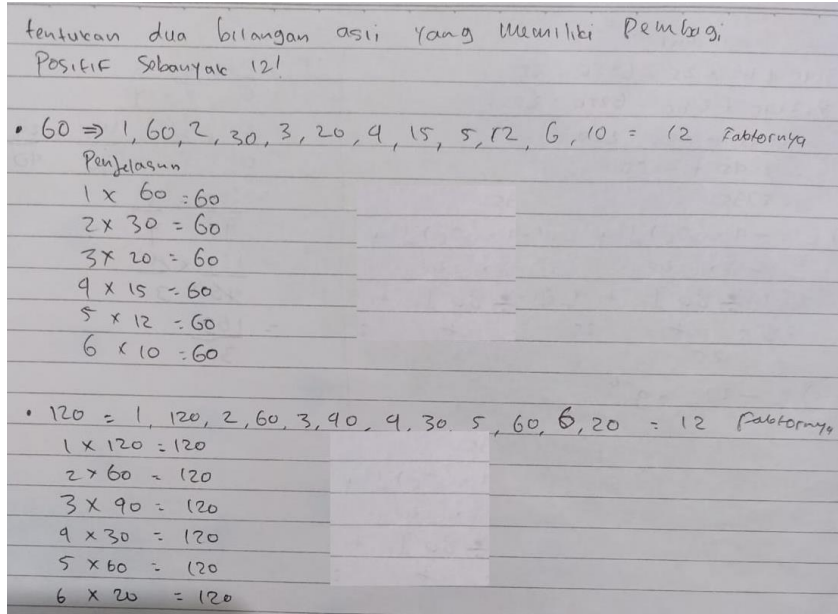 tentukan dua bilangan asli yang memiliki Pembagi
Positif Sebanyak 12!
• 60 ⇒ 1, 60, 2, 30, 3, 20, 4, 15, 5, 12, 6, 10 = 12 Faktornya
Penjelasan
1 x 60 = 60
2 x 30 = 60
3 x 20 = 60
4 x 15 = 60
5 x 12 = 60
6 x 10 = 60
• 120 = 1, 120, 2, 60, 3, 40, 4, 30, 5, 60, 6, 20 = 12 Faktornya
1 x 120 = 120
2 x 60 = 120
3 x 40 = 120
4 x 30 = 120
5 x 60 = 120
6 x 20 = 120